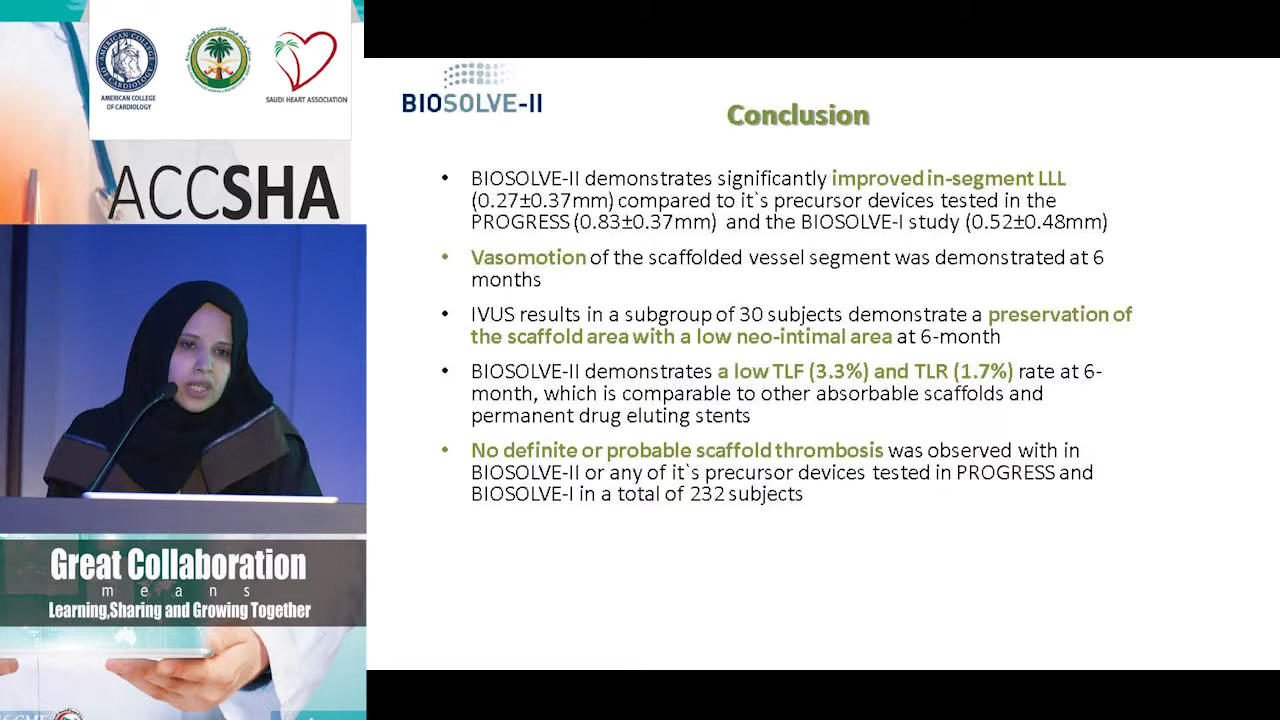 AMERICAN COLLEGE OF CARDIOLOGY
AMERICAN COLLEGE
OF CARDIOLOGY
SAUDI HEART ASSOCIATION
ACCSHA
Great Collaboration
means
Learning,Sharing and Growing Together
BIOSOLVE-II
Conclusion
• BIOSOLVE-II demonstrates significantly improved in-segment LLL
(0.27±0.37mm) compared to it`s precursor devices tested in the
PROGRESS (0.83±0.37mm) and the BIOSOLVE-I study (0.52±0.48mm)
• Vasomotion of the scaffolded vessel segment was demonstrated at 6
months
• IVUS results in a subgroup of 30 subjects demonstrate a preservation of
the scaffold area with a low neo-intimal area at 6-month
• BIOSOLVE-II demonstrates a low TLF (3.3%) and TLR (1.7%) rate at 6-
month, which is comparable to other absorbable scaffolds and
permanent drug eluting stents
• No definite or probable scaffold thrombosis was observed with in
BIOSOLVE-II or any of it`s precursor devices tested in PROGRESS and
BIOSOLVE-I in a total of 232 subjects